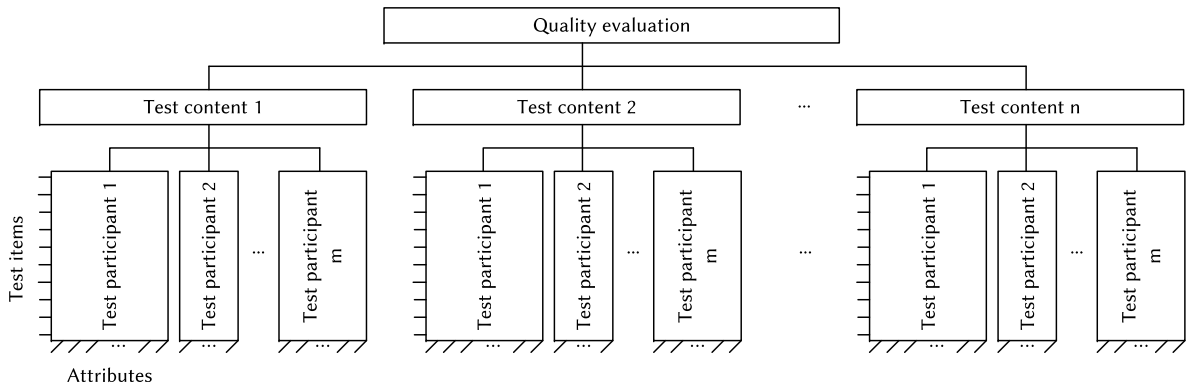 Quality evaluation
Test content 1
Test content 2
...
Test content n
Test items
Test participant 1
Test participant 2
...
Test participant
m
Test participant 1
Test participant 2
...
Test participant
m
...
Test participant 1
Test participant 2
...
Test participant
m
...
...
...
...
...
...
...
...
...
Attributes